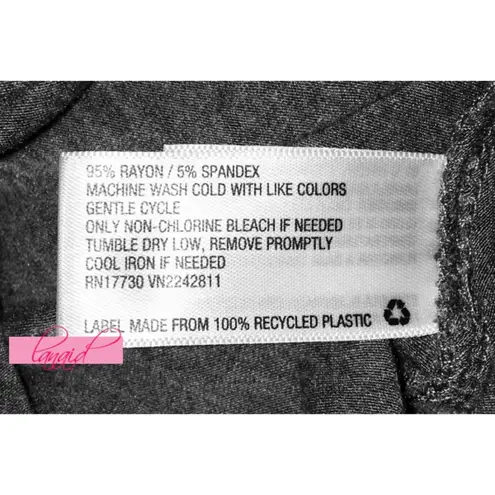 95% RAYON / 5% SPANDEX
MACHINE WASH COLD WITH LIKE COLORS
GENTLE CYCLE
ONLY NON-CHLORINE BLEACH IF NEEDED
TUMBLE DRY LOW, REMOVE PROMPTLY
COOL IRON IF NEEDED
RN17730 VN2242811
LABEL MADE FROM 100% RECYCLED PLASTIC